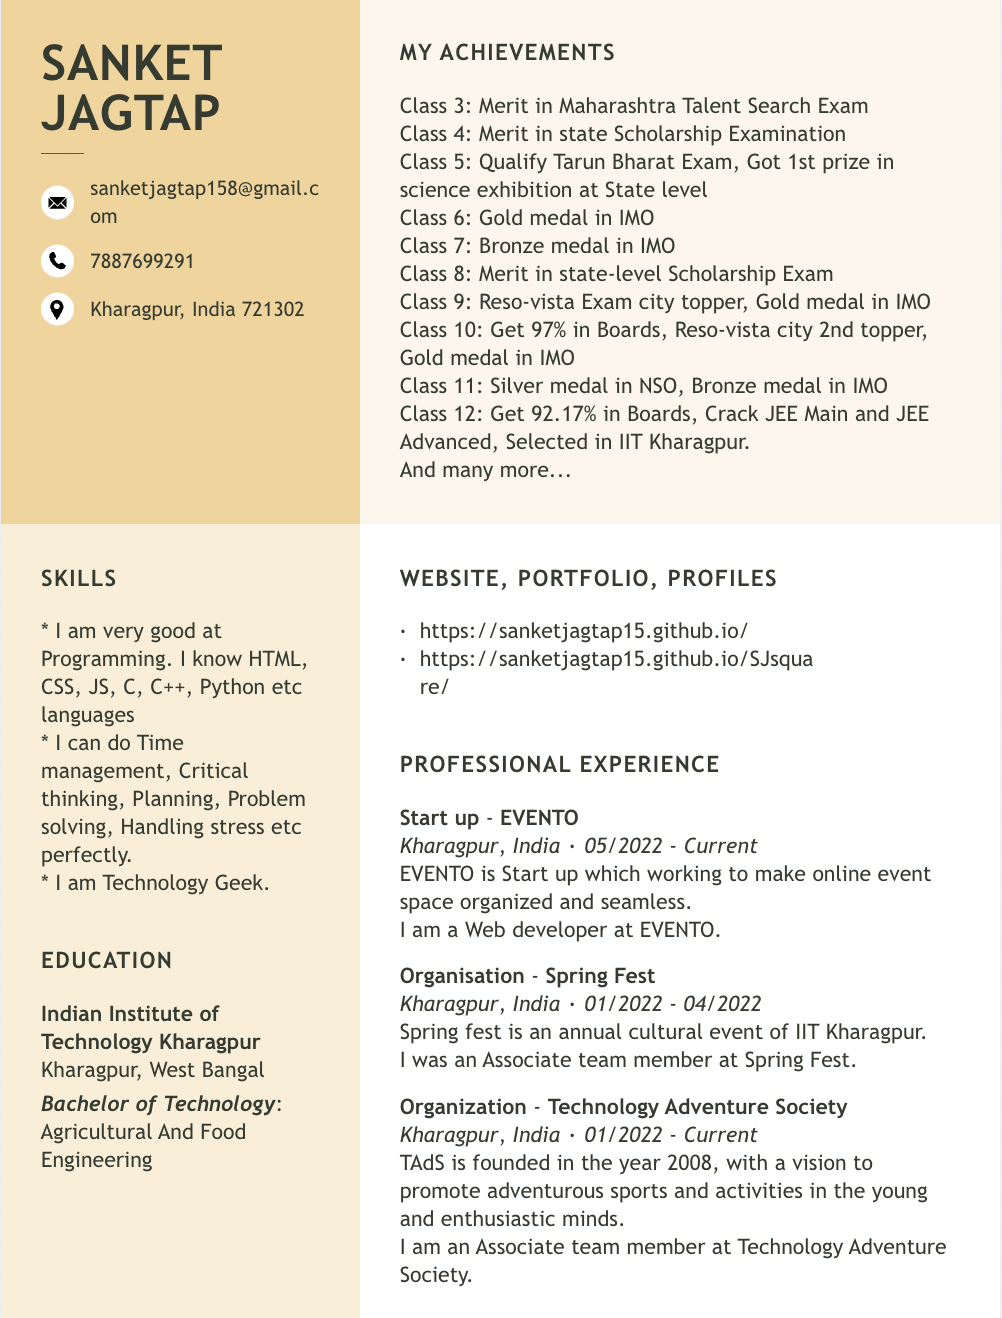 SANKET
JAGTAP
sanketjagtap158@gmail.c
om
7887699291
Kharagpur, India 721302
MY ACHIEVEMENTS
Class 3: Merit in Maharashtra Talent Search Exam
Class 4: Merit in state Scholarship Examination
Class 5: Qualify Tarun Bharat Exam, Got 1st prize in
science exhibition at State level
Class 6: Gold medal in IMO
Class 7: Bronze medal in IMO
Class 8: Merit in state-level Scholarship Exam
Class 9: Reso-vista Exam city topper, Gold medal in IMO
Class 10: Get 97% in Boards, Reso-vista city 2nd topper,
Gold medal in IMO
Class 11: Silver medal in NSO, Bronze medal in IMO
Class 12: Get 92.17% in Boards, Crack JEE Main and JEE
Advanced, Selected in IIT Kharagpur.
And many more...
SKILLS
* I am very good at
Programming. I know HTML,
CSS, JS, C, C++, Python etc
languages
* I can do Time
management, Critical
thinking, Planning, Problem
solving, Handling stress etc
perfectly.
* I am Technology Geek.
EDUCATION
Indian Institute of
Technology Kharagpur
Kharagpur, West Bangal
Bachelor of Technology:
Agricultural And Food
Engineering
WEBSITE, PORTFOLIO, PROFILES
· https://sanketjagtap15.github.io/
· https://sanketjagtap15.github.io/SJsqua
re/
PROFESSIONAL EXPERIENCE
Start up - EVENTO
Kharagpur, India · 05/2022 - Current
EVENTO is Start up which working to make online event
space organized and seamless.
I am a Web developer at EVENTO.
Organisation - Spring Fest
Kharagpur, India · 01/2022 - 04/2022
Spring fest is an annual cultural event of IIT Kharagpur.
I was an Associate team member at Spring Fest.
Organization - Technology Adventure Society
Kharagpur, India · 01/2022 - Current
TAdS is founded in the year 2008, with a vision to
promote adventurous sports and activities in the young
and enthusiastic minds.
I am an Associate team member at Technology Adventure
Society.